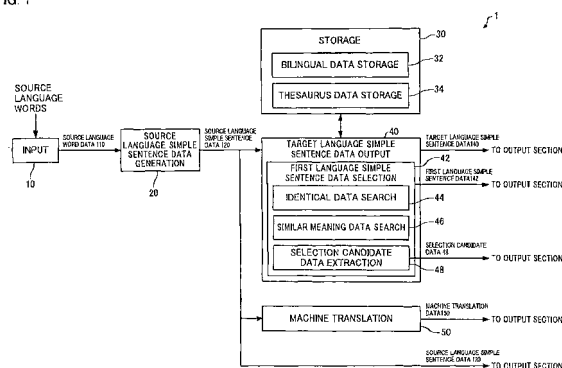 FIG. 1
1
30
STORAGE
BILINGUAL DATA STORAGE
32
THESAURUS DATA STORAGE
34
SOURCE
LANGUAGE
WORDS
INPUT
10
SOURCE LANGUAGE
WORD DATA 110
SOURCE
LANGUAGE SIMPLE
SENTENCE DATA
GENERATION
20
SOURCE LANGUAGE
SIMPLE SENTENCE
DATA 120
40
TARGET LANGUAGE SIMPLE
SENTENCE DATA OUTPUT
TARGET LANGUAGE SIMPLE
SENTENCE DATA140
TO OUTPUT SECTION
42
FIRST LANGUAGE SIMPLE
SENTENCE DATA SELECTION
FIRST LANGUAGE SIMPLE
SENTENCE DATA142
TO OUTPUT SECTION
IDENTICAL DATA SEARCH
44
SIMILAR MEANING DATA SEARCH
46
SELECTION CANDIDATE
DATA EXTRACTION
48
SELECTION CANDIDATE
DATA
TO OUTPUT SECTION
MACHINE TRANSLATION
50
MACHINE TRANSLATION
DATA150
TO OUTPUT SECTION
SOURCE LANGUAGE SIMPLE
SENTENCE DATA 120
TO OUTPUT SECTION